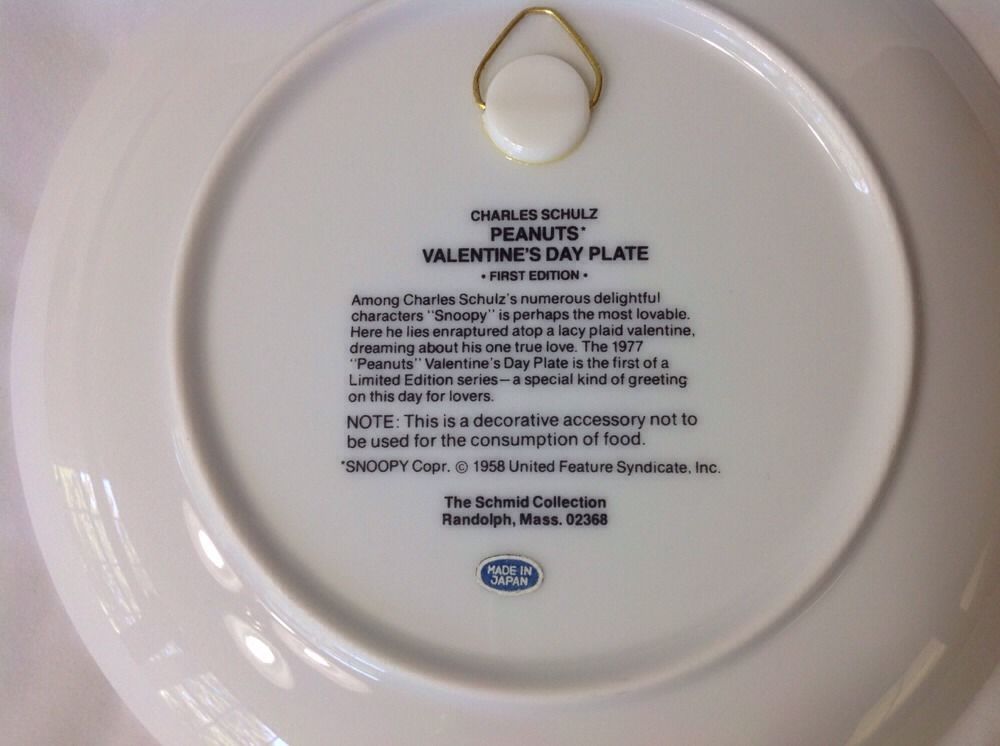 CHARLES SCHULZ
PEANUTS*
VALENTINE'S DAY PLATE
• FIRST EDITION •
Among Charles Schulz's numerous delightful
characters "Snoopy" is perhaps the most lovable.
Here he lies enraptured atop a lacy plaid valentine,
dreaming about his one true love. The 1977
"Peanuts" Valentine's Day Plate is the first of a
Limited Edition series—a special kind of greeting
on this day for lovers.
NOTE: This is a decorative accessory not to
be used for the consumption of food.
*SNOOPY Copr. © 1958 United Feature Syndicate, Inc.
The Schmid Collection
Randolph, Mass. 02368
MADE IN
JAPAN